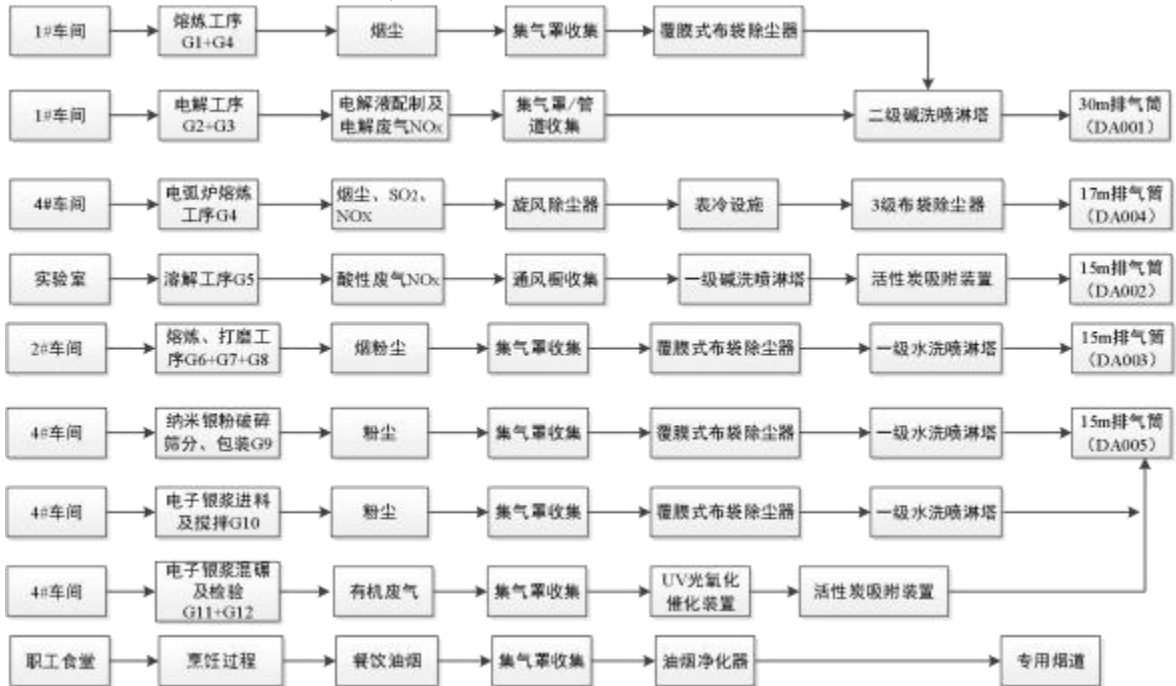 1#车间
熔炼工序
G1+G4
烟尘
集气罩收集
覆膜式布袋除尘器
1#车间
电解工序
G2+G3
电解液配制及
电解废气NOx
集气罩/管
道收集
二级碱洗喷淋塔
30m排气筒
（DA001）
4#车间
电弧炉熔炼
工序G4
烟尘、SO2、
NOX
旋风除尘器
表冷设施
3级布袋除尘器
17m排气筒
（DA004）
实验室
溶解工序G5
酸性废气NOx
通风橱收集
一级碱洗喷淋塔
活性炭吸附装置
15m排气筒
（DA002）
2#车间
熔炼、打磨工
序G6+G7+G8
烟粉尘
集气罩收集
覆膜式布袋除尘器
一级水洗喷淋塔
15m排气筒
（DA003）
4#车间
纳米银粉破碎
筛分、包装G9
粉尘
集气罩收集
覆膜式布袋除尘器
一级水洗喷淋塔
15m排气筒
（DA005）
4#车间
电子银浆进料
及搅拌G10
粉尘
集气罩收集
覆膜式布袋除尘器
一级水洗喷淋塔
4#车间
电子银浆混碾
及检验
G11+G12
有机废气
集气罩收集
UV光氧化
催化装置
活性炭吸附装置
职工食堂
烹饪过程
餐饮油烟
集气罩收集
油烟净化器
专用烟道